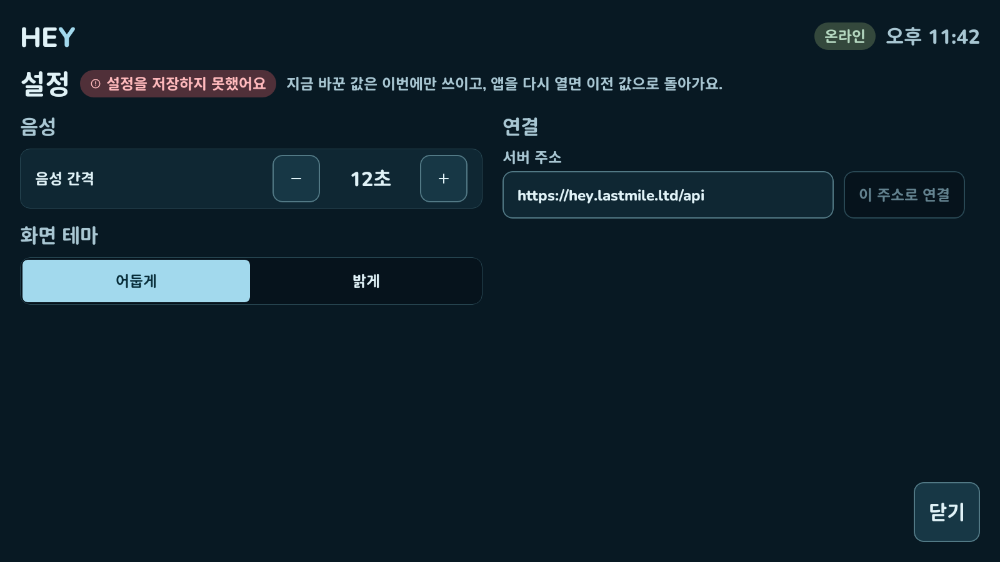 HEY
온라인 오후 11:42
설정 설정을 저장하지 못했어요 지금 바꾼 값은 이번에만 쓰이고, 앱을 다시 열면 이전 값으로 돌아가요.
음성
음성 간격 − 12초 +
화면 테마
어둡게 밝게
연결
서버 주소
https://hey.lastmile.ltd/api 이 주소로 연결
닫기